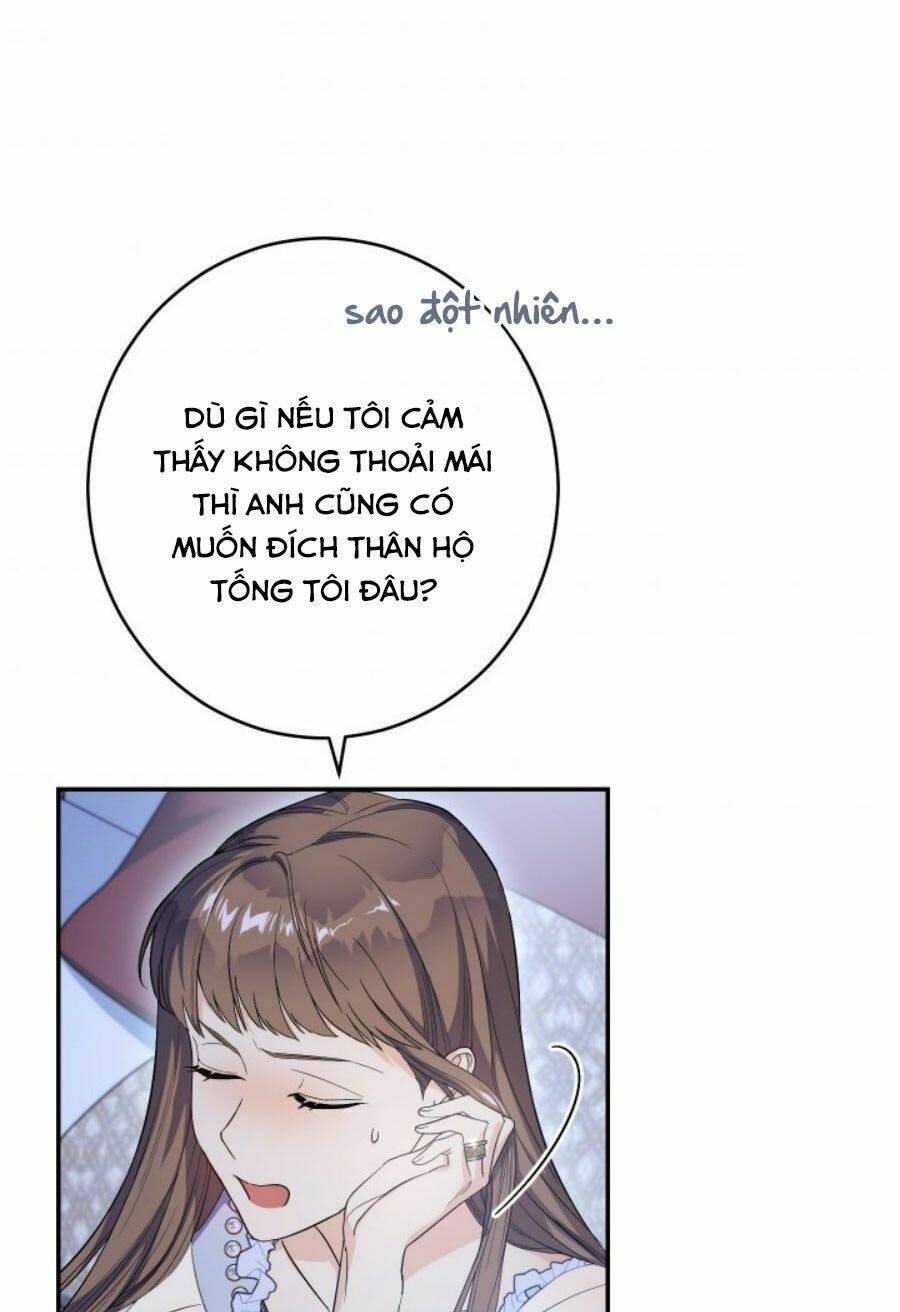 sao đột nhiên...
DÙ GÌ NẾU TÔI CẢM
THẤY KHÔNG THOẢI MÁI
THÌ ANH CŨNG CÓ
MUỐN ĐÍCH THÂN HỘ
TỐNG TÔI ĐÂU?